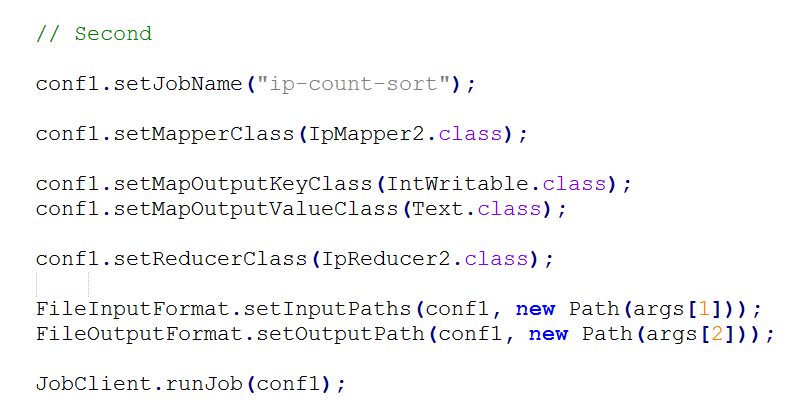 // Second
conf1.setJobName("ip-count-sort");
conf1.setMapperClass(IpMapper2.class);
conf1.setMapOutputKeyClass(IntWritable.class);
conf1.setMapOutputValueClass(Text.class);
conf1.setReducerClass(IpReducer2.class);
FileInputFormat.setInputPaths(conf1, new Path(args[1]));
FileOutputFormat.setOutputPath(conf1, new Path(args[2]));
JobClient.runJob(conf1);